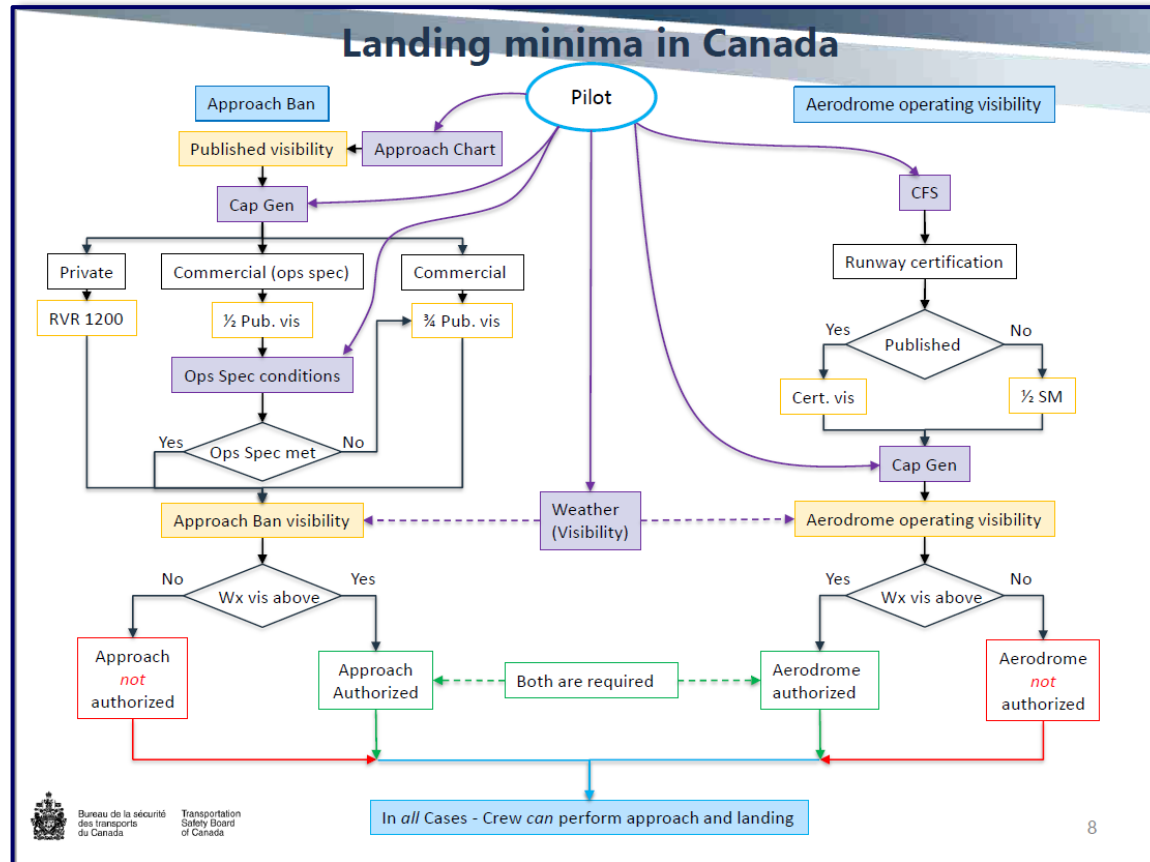 Landing minima in Canada
Pilot
Approach Ban
Aerodrome operating visibility
Published visibility
Approach Chart
CFS
Cap Gen
Runway certification
Private
Commercial (ops spec)
Commercial
RVR 1200
½ Pub. vis
¾ Pub. vis
Yes
Published
No
Ops Spec conditions
Cert. vis
½ SM
Yes
Ops Spec met
No
Cap Gen
Approach Ban visibility
Weather
(Visibility)
Aerodrome operating visibility
No
Wx vis above
Yes
Yes
Wx vis above
No
Approach
not
authorized
Approach
Authorized
Both are required
Aerodrome
authorized
Aerodrome
not
authorized
In all Cases - Crew can perform approach and landing
Bureau de la sécurité
des transports
du Canada
Transportation
Safety Board
of Canada
8